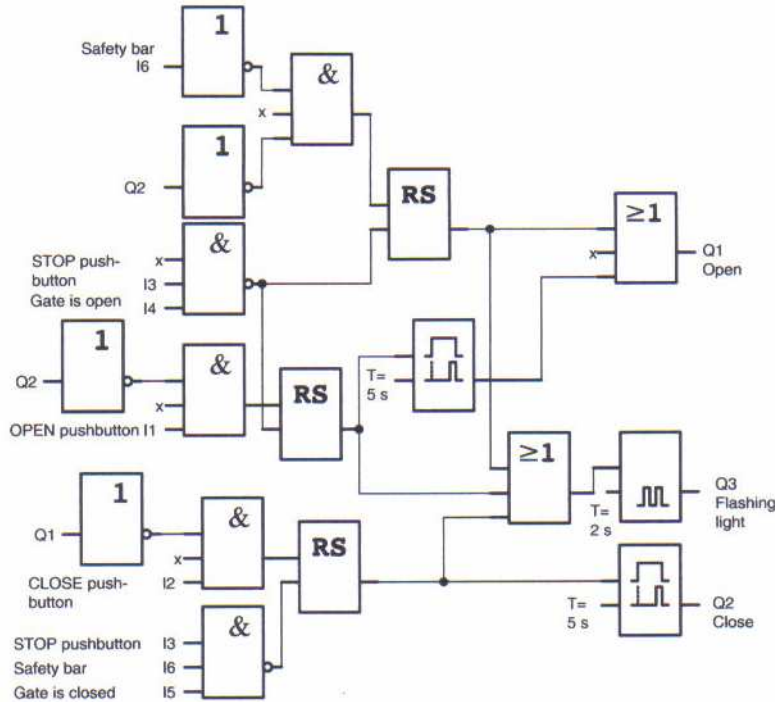 1
Safety bar
I6
&
x
1
Q2
RS
≥1
&
STOP push-
button
x
I3
Gate is open
I4
x
Q1
Open
1
Q2
&
x
OPEN pushbutton I1
RS
T=
5 s
≥1
Q3
Flashing
light
T=
2 s
1
Q1
&
x
CLOSE push-
button
I2
RS
T=
5 s
Q2
Close
&
STOP pushbutton I3
Safety bar I6
Gate is closed I5